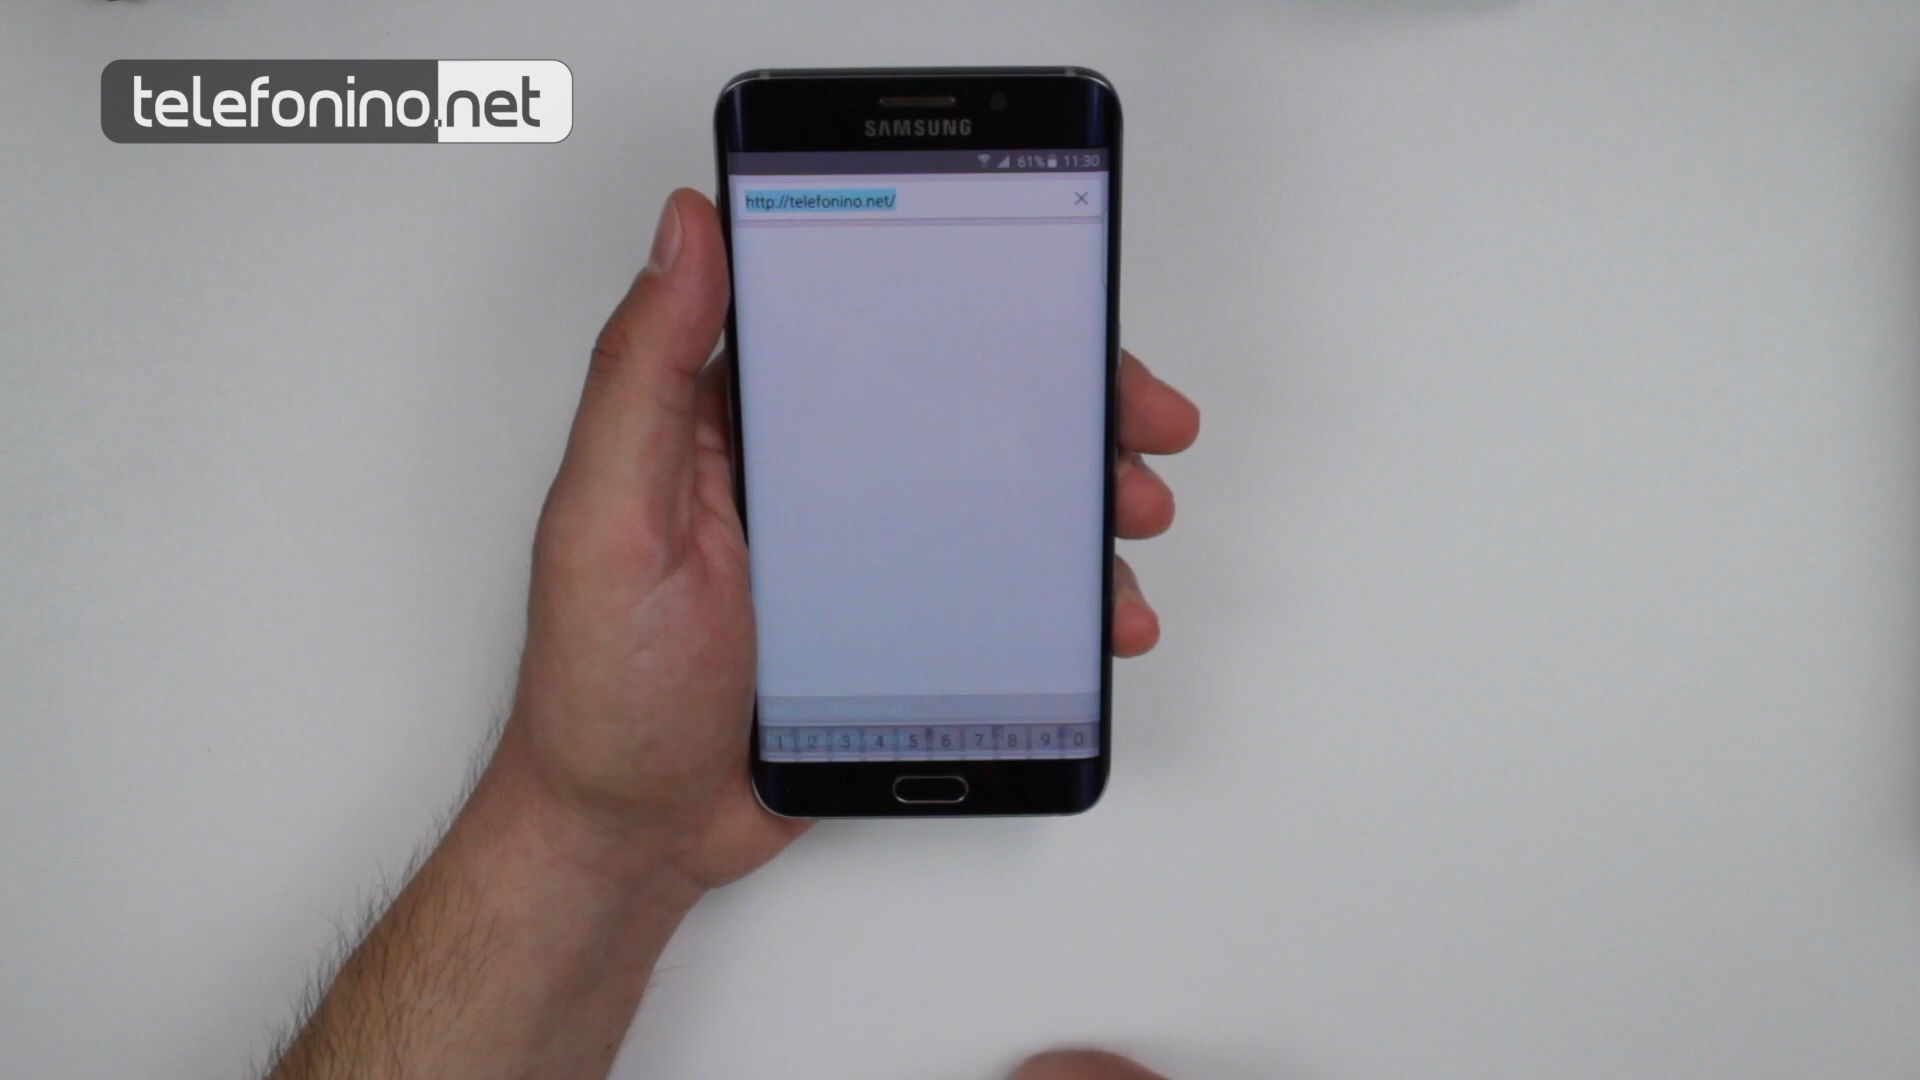 telefonino.net
SAMSUNG
61% 11:30
http://telefonino.net/
1 2 3 4 5 6 7 8 9 0